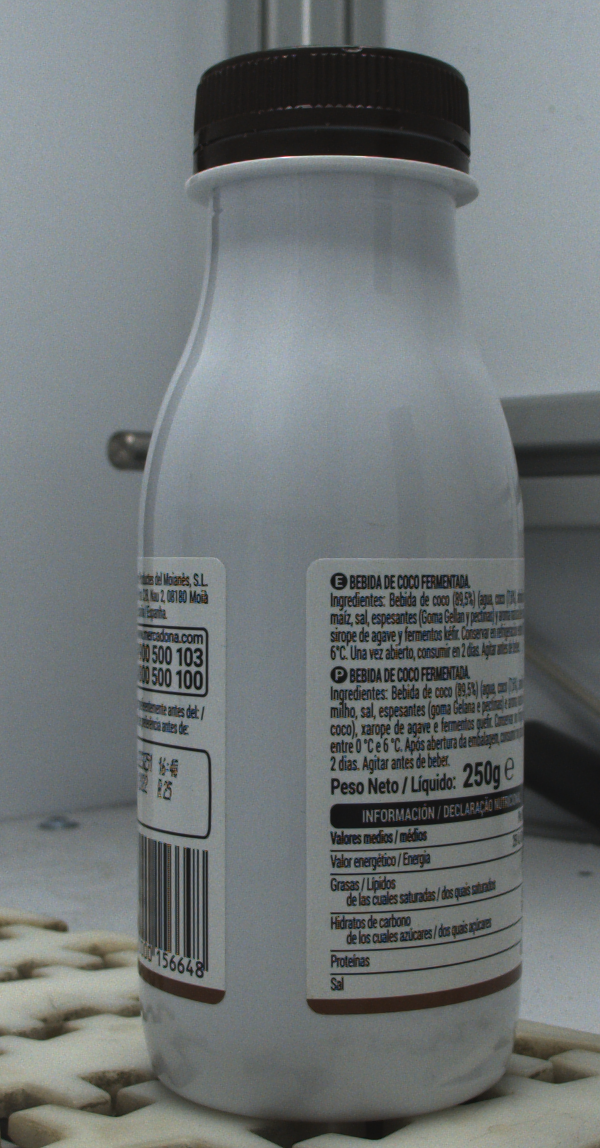 Productes del Moianès, S.L.
228, Nau 2, 08180 Moià
/ Espanha.
.mercadona.com
500 103
500 100
antes del: /
antes de:
16:40
R 25
156648
E BEBIDA DE COCO FERMENTADA.
Ingredientes: Bebida de coco (89,5%) (agua, coco
maíz, sal, espesantes (Goma Gellan y pectinas) y
sirope de agave y fermentos kéfir. Conservar en
6°C. Una vez abierto, consumir en 2 días. Agitar antes de
P BEBIDA DE COCO FERMENTADA.
Ingredientes: Bebida de coco (89,5%) (água, coco
milho, sal, espesantes (goma Gelana e pectinas) e
coco), xarope de agave e fermentos quefir. Conservar
entre 0 °C e 6 °C. Após abertura da embalagem,
2 dias. Agitar antes de beber.
Peso Neto / Líquido: 250g e
INFORMACIÓN / DECLARAÇÃO
Valores medios / médios
Valor energético / Energia
Grasas / Lípidos
de las cuales saturadas / dos quais saturados
Hidratos de carbono
de los cuales azúcares / dos quais açúcares
Proteínas
Sal